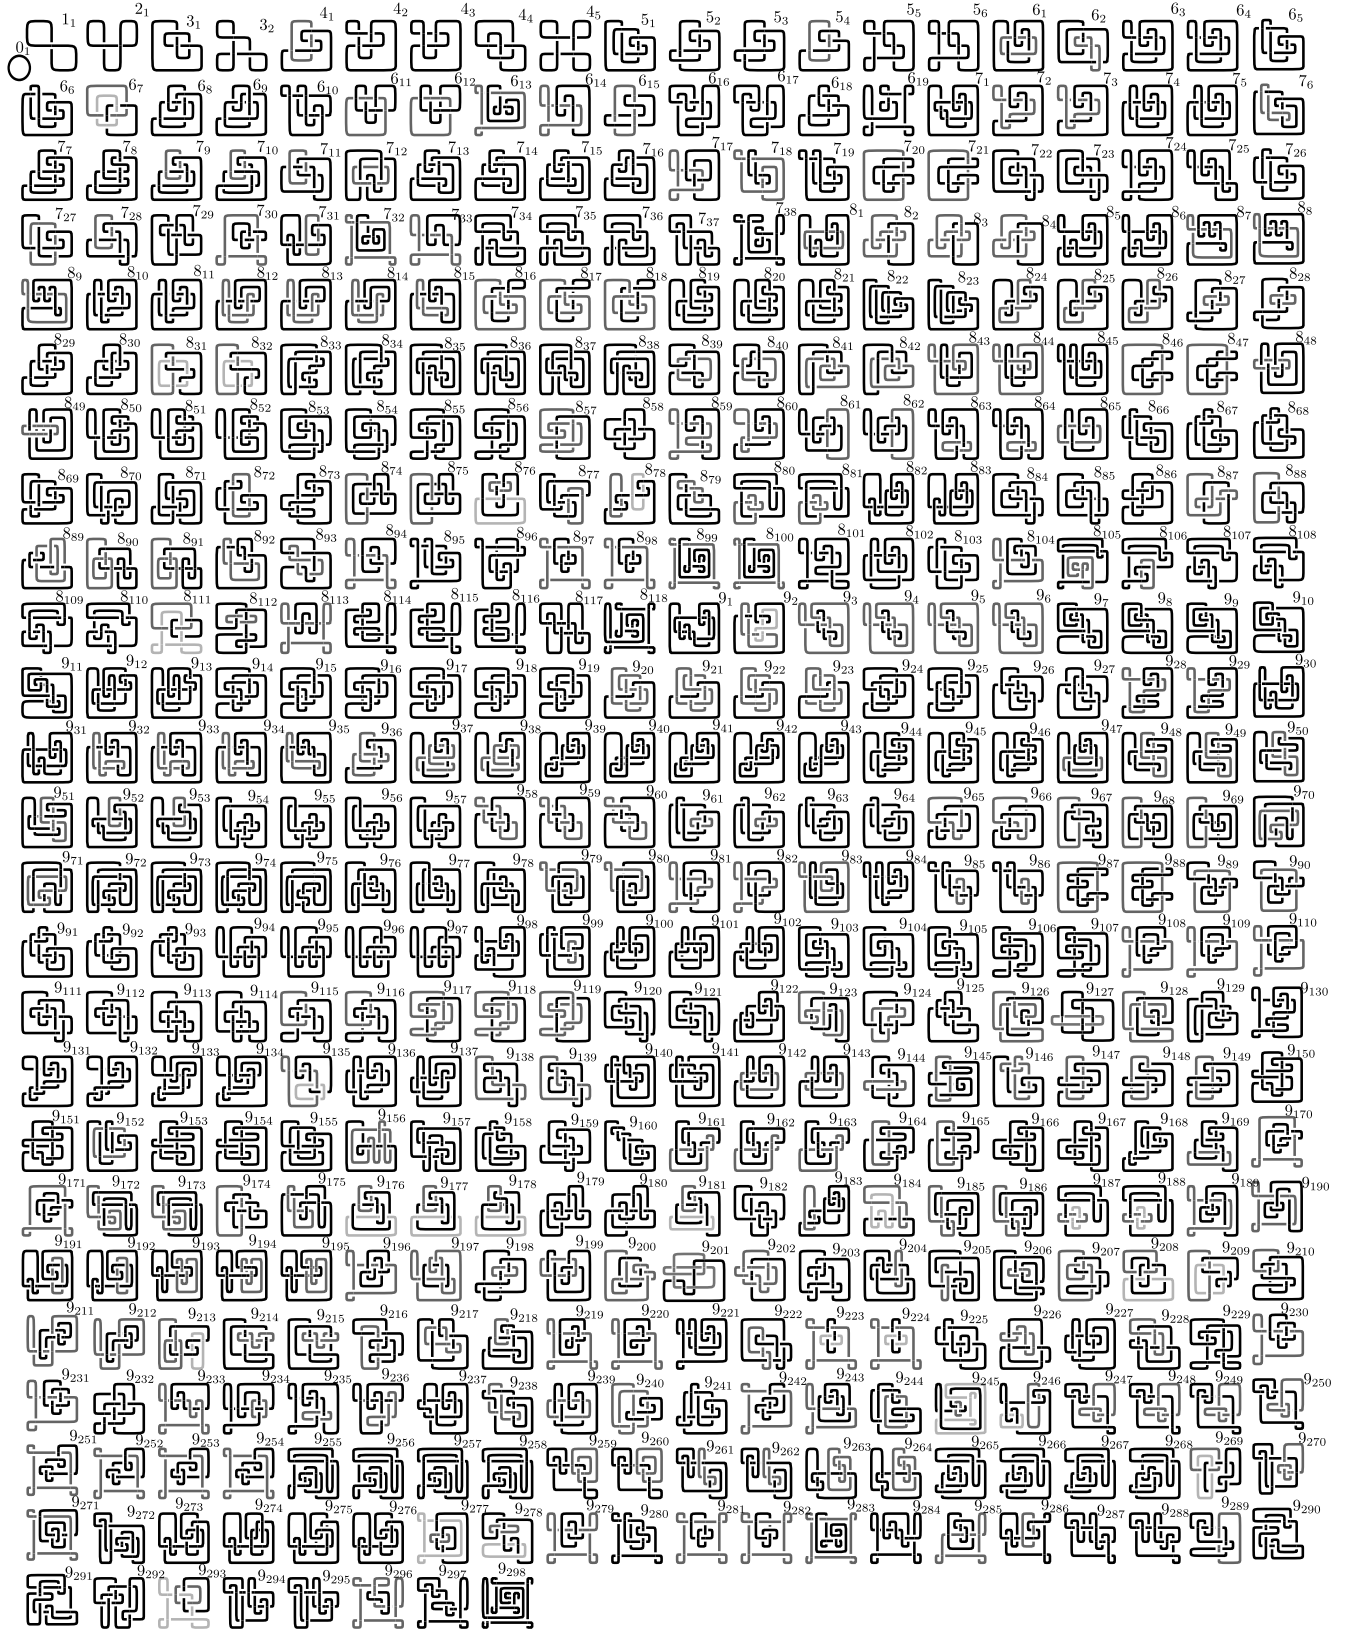 0₁ 1₁ 2₁ 3₁ 3₂ 4₁ 4₂ 4₃ 4₄ 4₅ 5₁ 5₂ 5₃ 5₄ 5₅ 5₆ 6₁ 6₂ 6₃ 6₄ 6₅
6₆ 6₇ 6₈ 6₉ 6₁₀ 6₁₁ 6₁₂ 6₁₃ 6₁₄ 6₁₅ 6₁₆ 6₁₇ 6₁₈ 6₁₉ 7₁ 7₂ 7₃ 7₄ 7₅ 7₆
7₇ 7₈ 7₉ 7₁₀ 7₁₁ 7₁₂ 7₁₃ 7₁₄ 7₁₅ 7₁₆ 7₁₇ 7₁₈ 7₁₉ 7₂₀ 7₂₁ 7₂₂ 7₂₃ 7₂₄ 7₂₅ 7₂₆
7₂₇ 7₂₈ 7₂₉ 7₃₀ 7₃₁ 7₃₂ 7₃₃ 7₃₄ 7₃₅ 7₃₆ 7₃₇ 7₃₈ 8₁ 8₂ 8₃ 8₄ 8₅ 8₆ 8₇ 8₈
8₉ 8₁₀ 8₁₁ 8₁₂ 8₁₃ 8₁₄ 8₁₅ 8₁₆ 8₁₇ 8₁₈ 8₁₉ 8₂₀ 8₂₁ 8₂₂ 8₂₃ 8₂₄ 8₂₅ 8₂₆ 8₂₇ 8₂₈
8₂₉ 8₃₀ 8₃₁ 8₃₂ 8₃₃ 8₃₄ 8₃₅ 8₃₆ 8₃₇ 8₃₈ 8₃₉ 8₄₀ 8₄₁ 8₄₂ 8₄₃ 8₄₄ 8₄₅ 8₄₆ 8₄₇ 8₄₈
8₄₉ 8₅₀ 8₅₁ 8₅₂ 8₅₃ 8₅₄ 8₅₅ 8₅₆ 8₅₇ 8₅₈ 8₅₉ 8₆₀ 8₆₁ 8₆₂ 8₆₃ 8₆₄ 8₆₅ 8₆₆ 8₆₇ 8₆₈
8₆₉ 8₇₀ 8₇₁ 8₇₂ 8₇₃ 8₇₄ 8₇₅ 8₇₆ 8₇₇ 8₇₈ 8₇₉ 8₈₀ 8₈₁ 8₈₂ 8₈₃ 8₈₄ 8₈₅ 8₈₆ 8₈₇ 8₈₈
8₈₉ 8₉₀ 8₉₁ 8₉₂ 8₉₃ 8₉₄ 8₉₅ 8₉₆ 8₉₇ 8₉₈ 8₉₉ 8₁₀₀ 8₁₀₁ 8₁₀₂ 8₁₀₃ 8₁₀₄ 8₁₀₅ 8₁₀₆ 8₁₀₇ 8₁₀₈
8₁₀₉ 8₁₁₀ 8₁₁₁ 8₁₁₂ 8₁₁₃ 8₁₁₄ 8₁₁₅ 8₁₁₆ 8₁₁₇ 8₁₁₈ 9₁ 9₂ 9₃ 9₄ 9₅ 9₆ 9₇ 9₈ 9₉ 9₁₀
9₁₁ 9₁₂ 9₁₃ 9₁₄ 9₁₅ 9₁₆ 9₁₇ 9₁₈ 9₁₉ 9₂₀ 9₂₁ 9₂₂ 9₂₃ 9₂₄ 9₂₅ 9₂₆ 9₂₇ 9₂₈ 9₂₉ 9₃₀
9₃₁ 9₃₂ 9₃₃ 9₃₄ 9₃₅ 9₃₆ 9₃₇ 9₃₈ 9₃₉ 9₄₀ 9₄₁ 9₄₂ 9₄₃ 9₄₄ 9₄₅ 9₄₆ 9₄₇ 9₄₈ 9₄₉ 9₅₀
9₅₁ 9₅₂ 9₅₃ 9₅₄ 9₅₅ 9₅₆ 9₅₇ 9₅₈ 9₅₉ 9₆₀ 9₆₁ 9₆₂ 9₆₃ 9₆₄ 9₆₅ 9₆₆ 9₆₇ 9₆₈ 9₆₉ 9₇₀
9₇₁ 9₇₂ 9₇₃ 9₇₄ 9₇₅ 9₇₆ 9₇₇ 9₇₈ 9₇₉ 9₈₀ 9₈₁ 9₈₂ 9₈₃ 9₈₄ 9₈₅ 9₈₆ 9₈₇ 9₈₈ 9₈₉ 9₉₀
9₉₁ 9₉₂ 9₉₃ 9₉₄ 9₉₅ 9₉₆ 9₉₇ 9₉₈ 9₉₉ 9₁₀₀ 9₁₀₁ 9₁₀₂ 9₁₀₃ 9₁₀₄ 9₁₀₅ 9₁₀₆ 9₁₀₇ 9₁₀₈ 9₁₀₉ 9₁₁₀
9₁₁₁ 9₁₁₂ 9₁₁₃ 9₁₁₄ 9₁₁₅ 9₁₁₆ 9₁₁₇ 9₁₁₈ 9₁₁₉ 9₁₂₀ 9₁₂₁ 9₁₂₂ 9₁₂₃ 9₁₂₄ 9₁₂₅ 9₁₂₆ 9₁₂₇ 9₁₂₈ 9₁₂₉ 9₁₃₀
9₁₃₁ 9₁₃₂ 9₁₃₃ 9₁₃₄ 9₁₃₅ 9₁₃₆ 9₁₃₇ 9₁₃₈ 9₁₃₉ 9₁₄₀ 9₁₄₁ 9₁₄₂ 9₁₄₃ 9₁₄₄ 9₁₄₅ 9₁₄₆ 9₁₄₇ 9₁₄₈ 9₁₄₉ 9₁₅₀
9₁₅₁ 9₁₅₂ 9₁₅₃ 9₁₅₄ 9₁₅₅ 9₁₅₆ 9₁₅₇ 9₁₅₈ 9₁₅₉ 9₁₆₀ 9₁₆₁ 9₁₆₂ 9₁₆₃ 9₁₆₄ 9₁₆₅ 9₁₆₆ 9₁₆₇ 9₁₆₈ 9₁₆₉ 9₁₇₀
9₁₇₁ 9₁₇₂ 9₁₇₃ 9₁₇₄ 9₁₇₅ 9₁₇₆ 9₁₇₇ 9₁₇₈ 9₁₇₉ 9₁₈₀ 9₁₈₁ 9₁₈₂ 9₁₈₃ 9₁₈₄ 9₁₈₅ 9₁₈₆ 9₁₈₇ 9₁₈₈ 9₁₈₉ 9₁₉₀
9₁₉₁ 9₁₉₂ 9₁₉₃ 9₁₉₄ 9₁₉₅ 9₁₉₆ 9₁₉₇ 9₁₉₈ 9₁₉₉ 9₂₀₀ 9₂₀₁ 9₂₀₂ 9₂₀₃ 9₂₀₄ 9₂₀₅ 9₂₀₆ 9₂₀₇ 9₂₀₈ 9₂₀₉ 9₂₁₀
9₂₁₁ 9₂₁₂ 9₂₁₃ 9₂₁₄ 9₂₁₅ 9₂₁₆ 9₂₁₇ 9₂₁₈ 9₂₁₉ 9₂₂₀ 9₂₂₁ 9₂₂₂ 9₂₂₃ 9₂₂₄ 9₂₂₅ 9₂₂₆ 9₂₂₇ 9₂₂₈ 9₂₂₉ 9₂₃₀
9₂₃₁ 9₂₃₂ 9₂₃₃ 9₂₃₄ 9₂₃₅ 9₂₃₆ 9₂₃₇ 9₂₃₈ 9₂₃₉ 9₂₄₀ 9₂₄₁ 9₂₄₂ 9₂₄₃ 9₂₄₄ 9₂₄₅ 9₂₄₆ 9₂₄₇ 9₂₄₈ 9₂₄₉ 9₂₅₀
9₂₅₁ 9₂₅₂ 9₂₅₃ 9₂₅₄ 9₂₅₅ 9₂₅₆ 9₂₅₇ 9₂₅₈ 9₂₅₉ 9₂₆₀ 9₂₆₁ 9₂₆₂ 9₂₆₃ 9₂₆₄ 9₂₆₅ 9₂₆₆ 9₂₆₇ 9₂₆₈ 9₂₆₉ 9₂₇₀
9₂₇₁ 9₂₇₂ 9₂₇₃ 9₂₇₄ 9₂₇₅ 9₂₇₆ 9₂₇₇ 9₂₇₈ 9₂₇₉ 9₂₈₀ 9₂₈₁ 9₂₈₂ 9₂₈₃ 9₂₈₄ 9₂₈₅ 9₂₈₆ 9₂₈₇ 9₂₈₈ 9₂₈₉ 9₂₉₀
9₂₉₁ 9₂₉₂ 9₂₉₃ 9₂₉₄ 9₂₉₅ 9₂₉₆ 9₂₉₇ 9₂₉₈